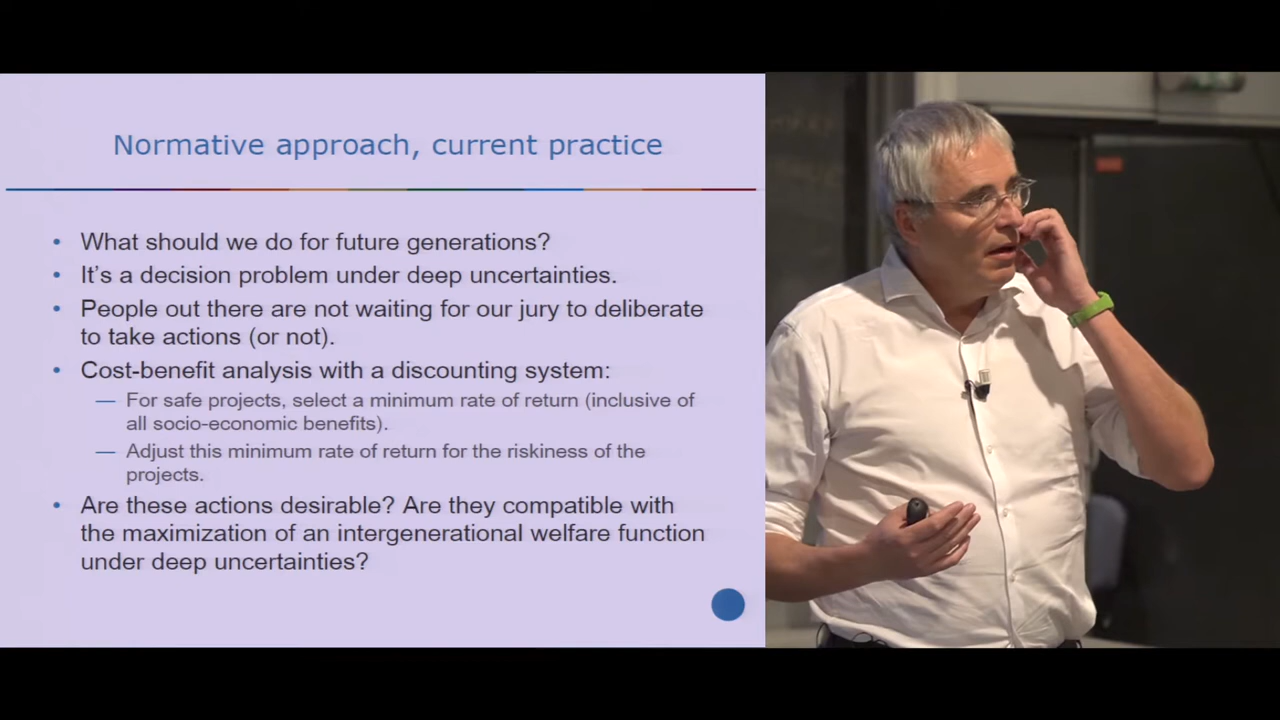 Normative approach, current practice
• What should we do for future generations?
• It's a decision problem under deep uncertainties.
• People out there are not waiting for our jury to deliberate
to take actions (or not).
• Cost-benefit analysis with a discounting system:
— For safe projects, select a minimum rate of return (inclusive of
all socio-economic benefits).
— Adjust this minimum rate of return for the riskiness of the
projects.
• Are these actions desirable? Are they compatible with
the maximization of an intergenerational welfare function
under deep uncertainties?